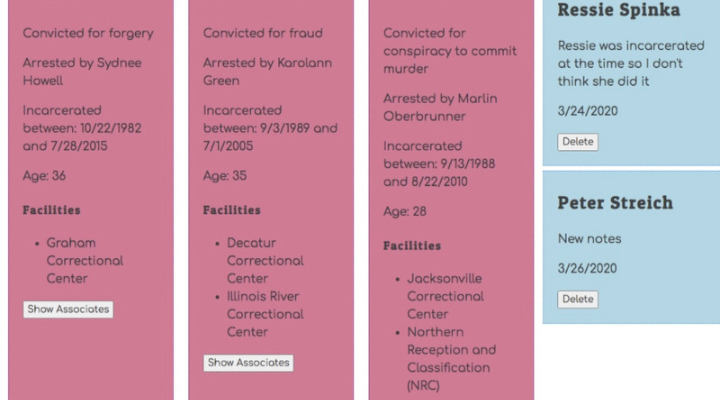 Convicted for forgery
Arrested by Sydnee
Howell
Incarcerated
between: 10/22/1982
and 7/28/2015
Age: 36
Facilities
• Graham
Correctional
Center
Show Associates
Convicted for fraud
Arrested by Karolann
Green
Incarcerated
between: 9/3/1989 and
7/1/2005
Age: 35
Facilities
• Decatur
Correctional
Center
• Illinois River
Correctional
Center
Show Associates
Convicted for
conspiracy to commit
murder
Arrested by Marlin
Oberbrunner
Incarcerated
between: 9/13/1988
and 8/22/2010
Age: 28
Facilities
• Jacksonville
Correctional
Center
• Northern
Reception and
Classification
(NRC)
Ressie Spinka
Ressie was incarcerated
at the time so I don't
think she did it
3/24/2020
Delete
Peter Streich
New notes
3/26/2020
Delete